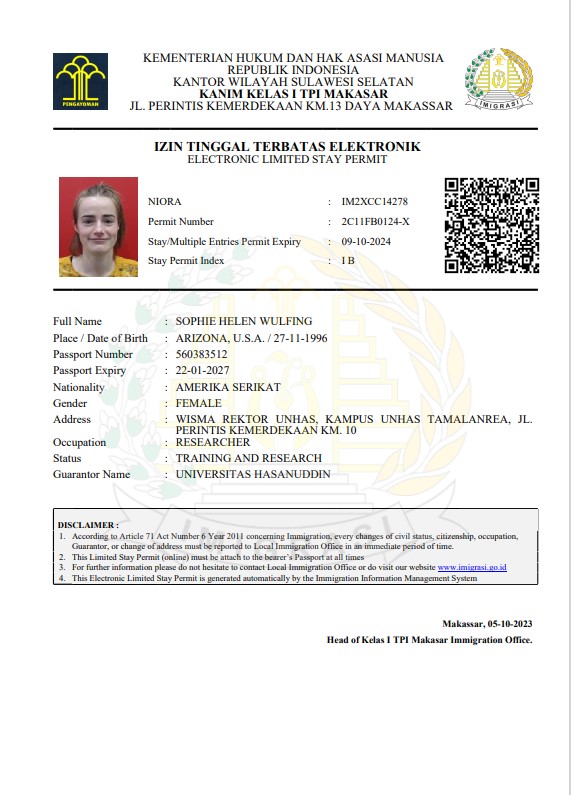 KEMENTERIAN HUKUM DAN HAK ASASI MANUSIA
REPUBLIK INDONESIA
KANTOR WILAYAH SULAWESI SELATAN
KANIM KELAS I TPI MAKASAR
JL. PERINTIS KEMERDEKAAN KM.13 DAYA MAKASSAR
PENGAYOMAN
IMIGRASI
IZIN TINGGAL TERBATAS ELEKTRONIK
ELECTRONIC LIMITED STAY PERMIT
NIORA : IM2XCC14278
Permit Number : 2C11FB0124-X
Stay/Multiple Entries Permit Expiry : 09-10-2024
Stay Permit Index : I B
Full Name : SOPHIE HELEN WULFING
Place / Date of Birth : ARIZONA, U.S.A. / 27-11-1996
Passport Number : 560383512
Passport Expiry : 22-01-2027
Nationality : AMERIKA SERIKAT
Gender : FEMALE
Address : WISMA REKTOR UNHAS, KAMPUS UNHAS TAMALANREA, JL.
PERINTIS KEMERDEKAAN KM. 10
Occupation : RESEARCHER
Status : TRAINING AND RESEARCH
Guarantor Name : UNIVERSITAS HASANUDDIN
IMIGRASI
DISCLAIMER :
1. According to Article 71 Act Number 6 Year 2011 concerning Immigration, every changes of civil status, citizenship, occupation,
Guarantor, or change of address must be reported to Local Immigration Office in an immediate period of time.
2. This Limited Stay Permit (online) must be attach to the bearer's Passport at all times
3. For further information please do not hesitate to contact Local Immigration Office or do visit our website www.imigrasi.go.id
4. This Electronic Limited Stay Permit is generated automatically by the Immigration Information Management System
Makassar, 05-10-2023
Head of Kelas I TPI Makasar Immigration Office.